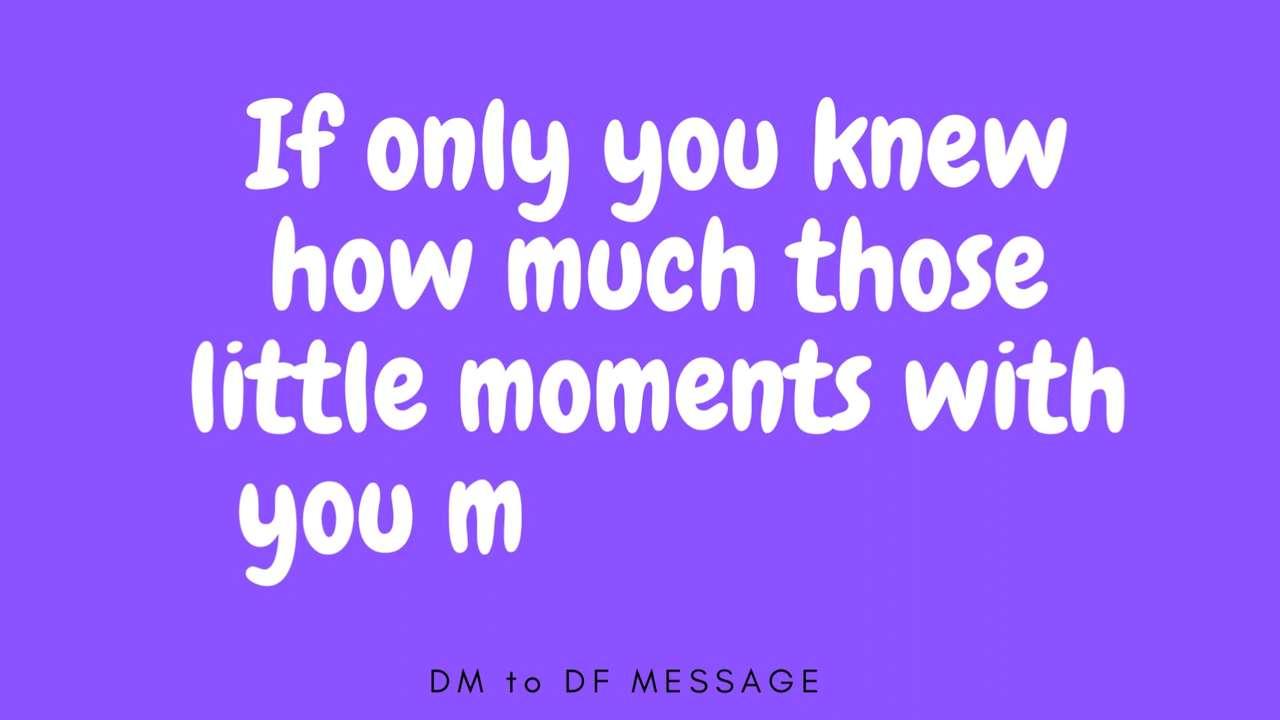 If only you knew
how much those
little moments with
you m
DM to DF MESSAGE